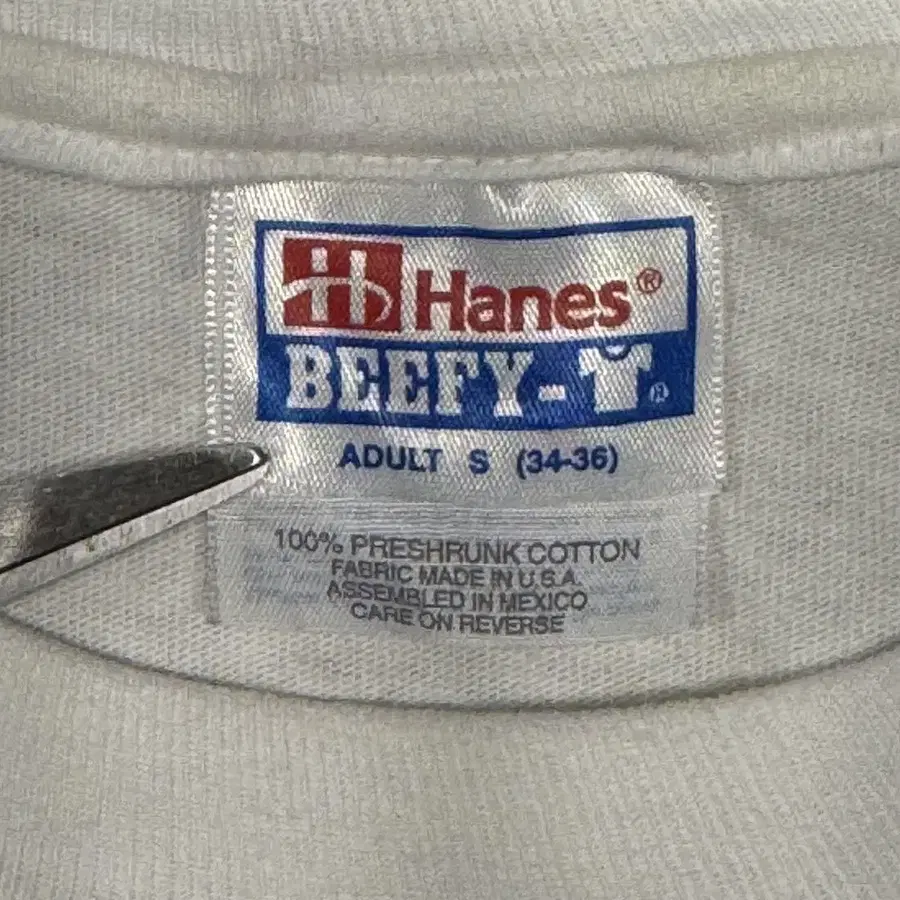 H Hanes®
BEEFY-T®
ADULT S (34-36)
100% PRESHRUNK COTTON
FABRIC MADE IN U.S.A.
ASSEMBLED IN MEXICO
CARE ON REVERSE